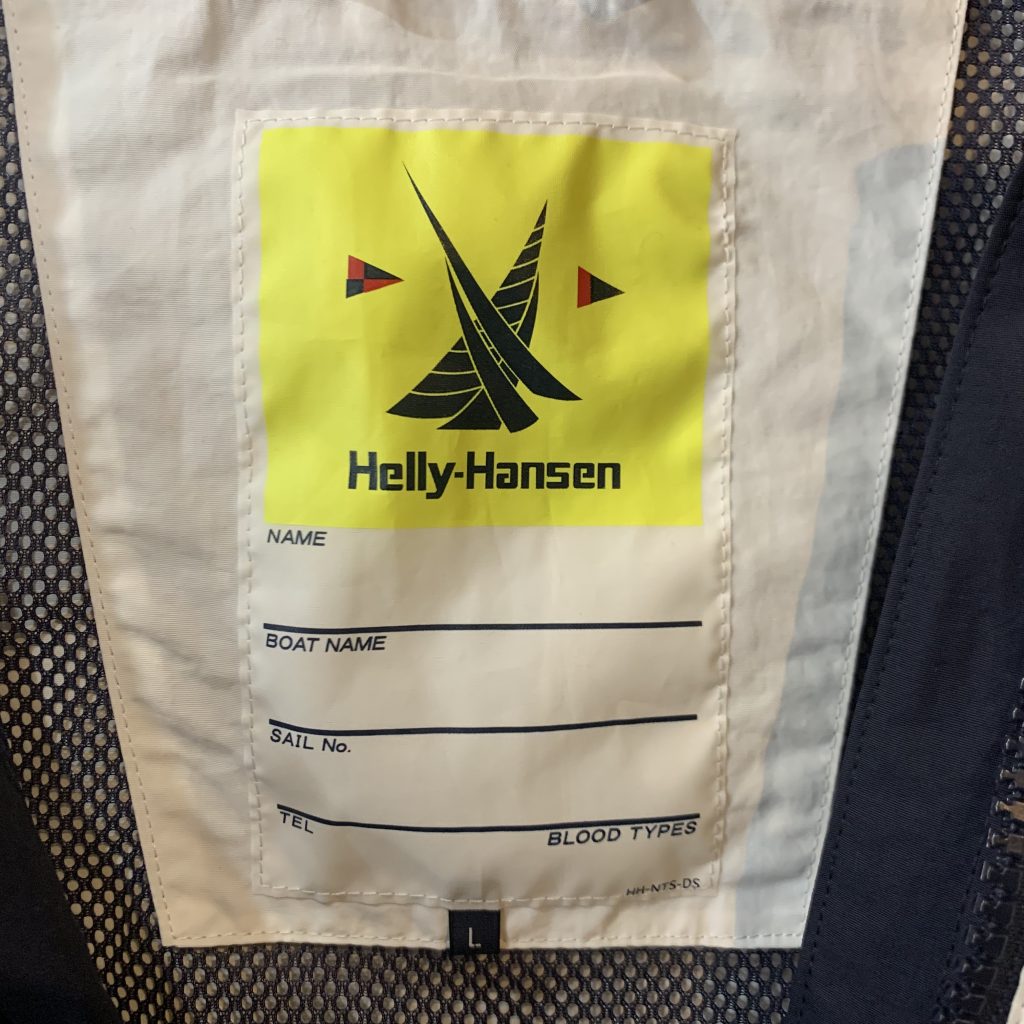 Helly-Hansen
NAME
BOAT NAME
SAIL No.
TEL
BLOOD TYPES
HH-NTS-DS
L